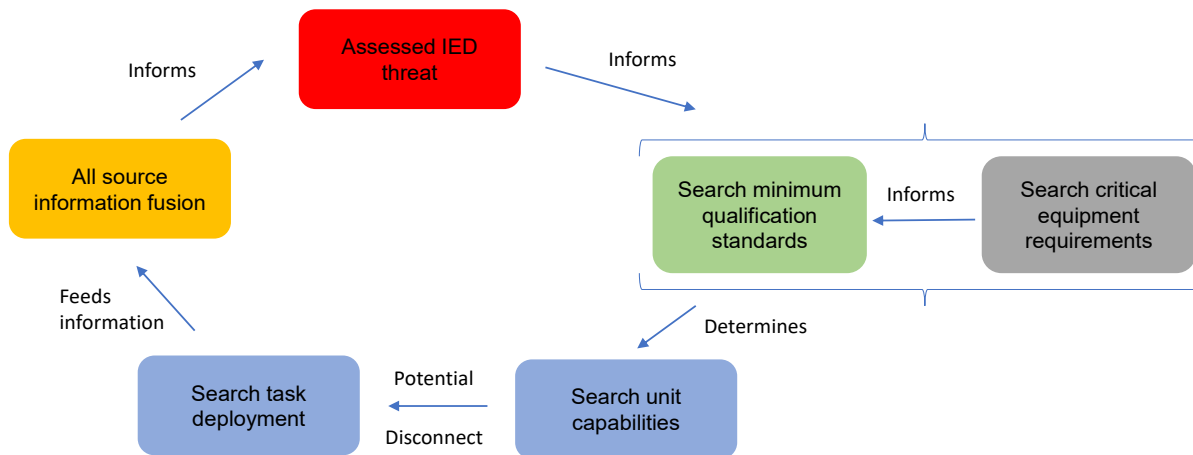 Assessed IED
threat
Informs
Informs
All source
information fusion
Search minimum
qualification
standards
Informs
Search critical
equipment
requirements
Feeds
information
Determines
Search task
deployment
Potential
Disconnect
Search unit
capabilities